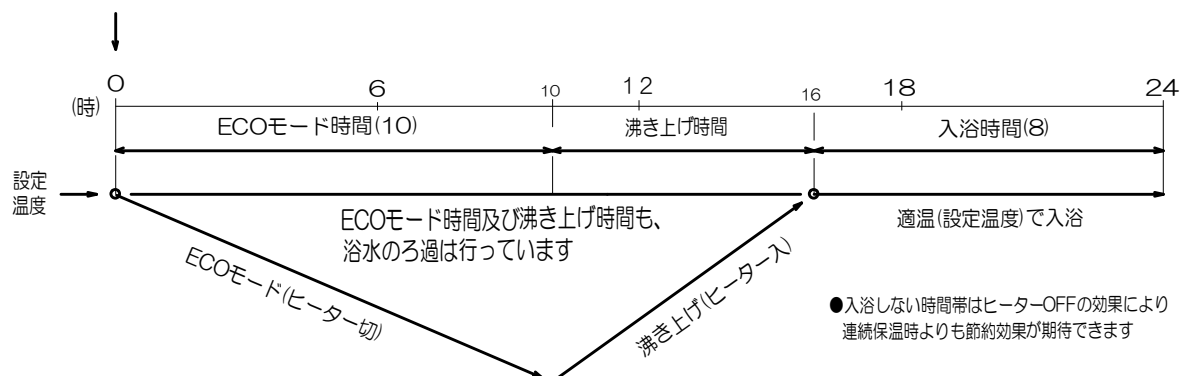 0 6 10 12 16 18 24
(時)
ECOモード時間(10) 沸き上げ時間 入浴時間(8)
設定
温度
ECOモード時間及び沸き上げ時間も、
浴水のろ過は行っています
適温(設定温度)で入浴
ECOモード(ヒーター切)
沸き上げ(ヒーター入)
●入浴しない時間帯はヒーターOFFの効果により
連続保温時よりも節約効果が期待できます